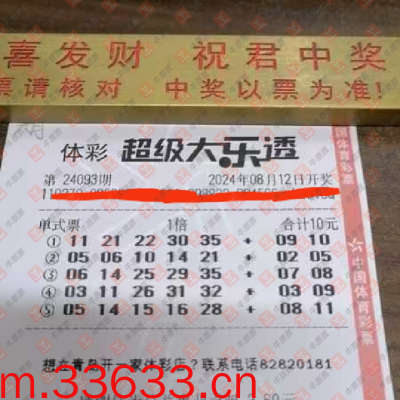 喜发财 祝君中奖
票请核对 中奖以票为准!
体彩 超级大乐透
第 24093期 2024年08月12日开奖
单式票 1倍 合计10元
① 11 21 22 30 35 + 09 10
② 05 06 10 14 21 + 02 05
③ 06 14 25 29 35 + 07 08
④ 03 11 26 31 32 + 03 09
⑤ 05 14 15 16 28 + 08 11
想在青岛开一家体彩店?联系电话82820181
m.33633.cn
中国体育彩票
国体育彩票